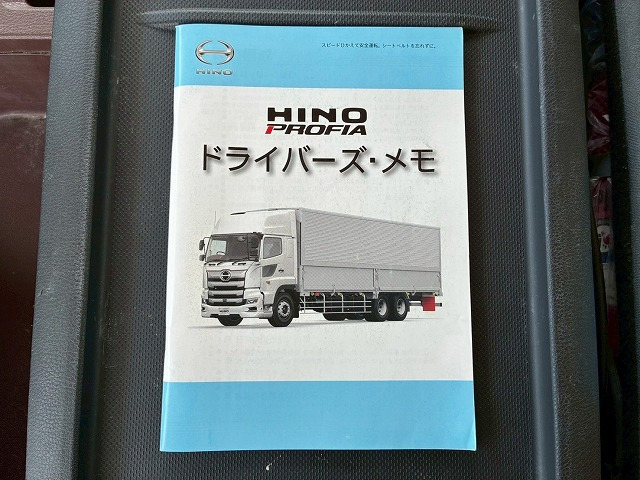 スピードひかえて安全運転。シートベルトを忘れずに。
HINO
HINO
PROFIA
ドライバーズ・メモ